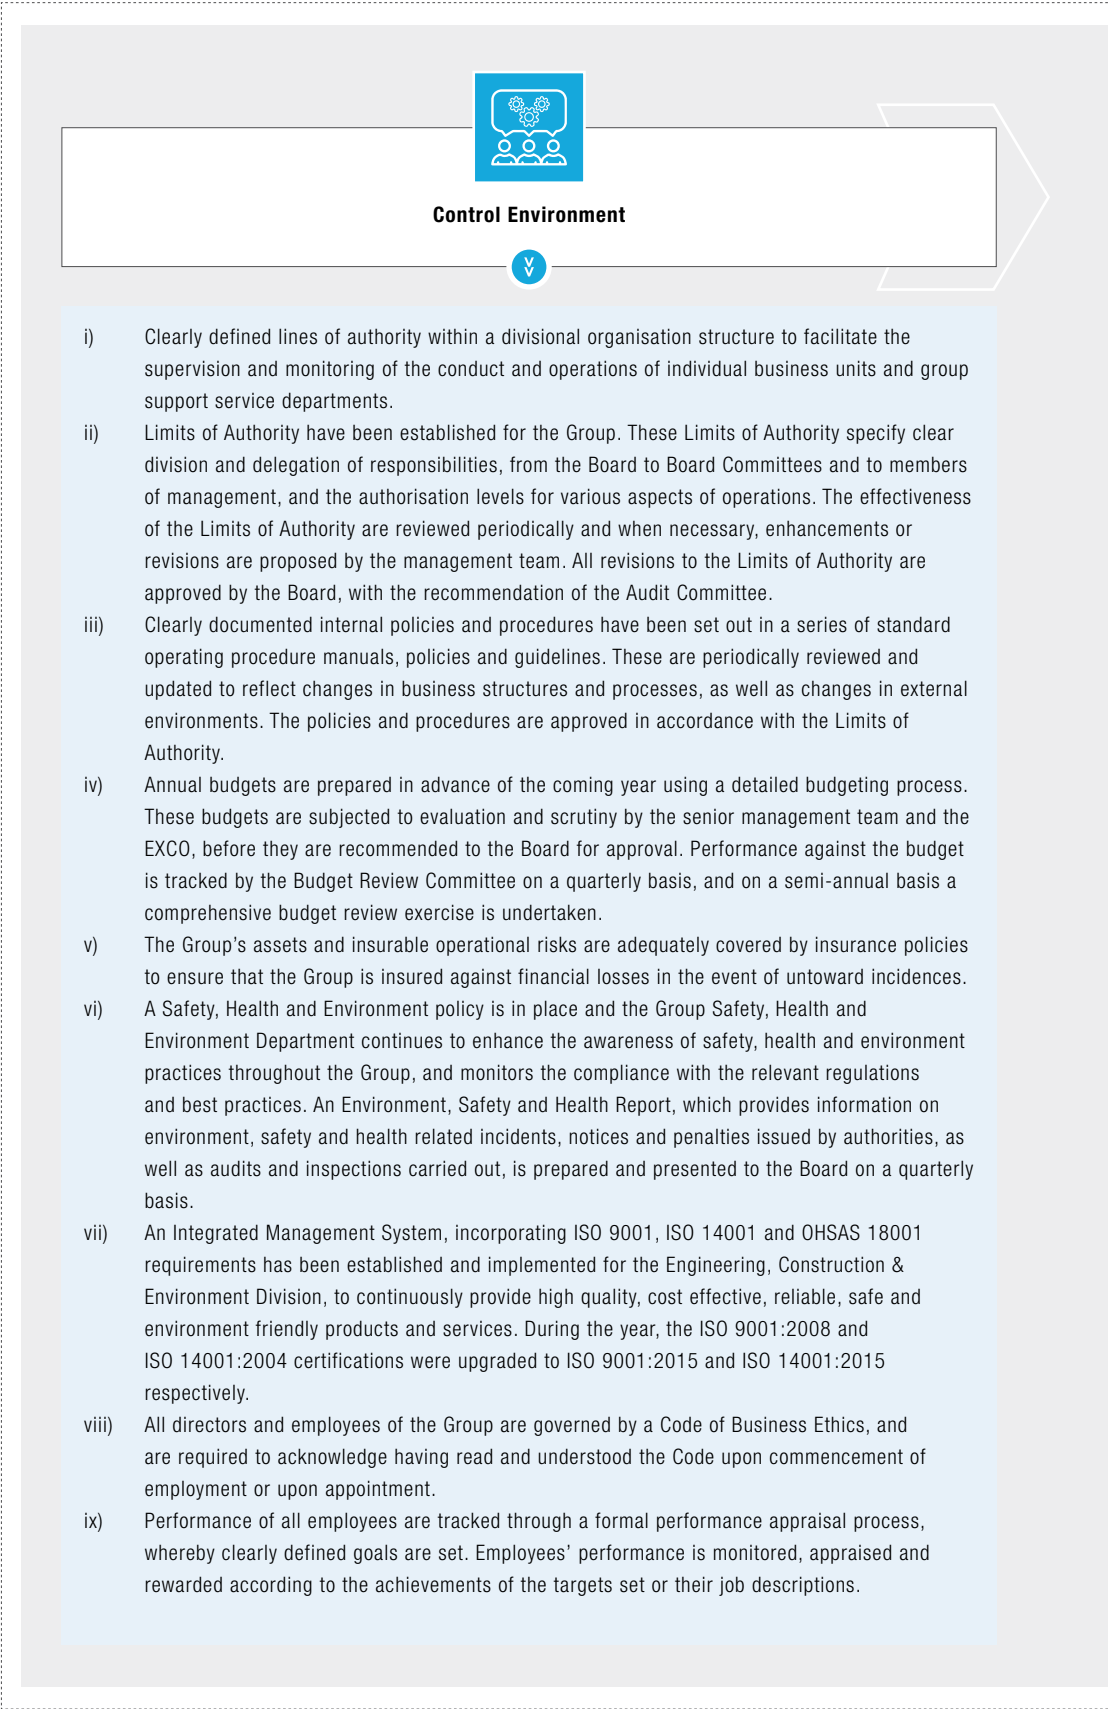 Control Environment
i) Clearly defined lines of authority within a divisional organisation structure to facilitate the
supervision and monitoring of the conduct and operations of individual business units and group
support service departments.
ii) Limits of Authority have been established for the Group. These Limits of Authority specify clear
division and delegation of responsibilities, from the Board to Board Committees and to members
of management, and the authorisation levels for various aspects of operations. The effectiveness
of the Limits of Authority are reviewed periodically and when necessary, enhancements or
revisions are proposed by the management team. All revisions to the Limits of Authority are
approved by the Board, with the recommendation of the Audit Committee.
iii) Clearly documented internal policies and procedures have been set out in a series of standard
operating procedure manuals, policies and guidelines. These are periodically reviewed and
updated to reflect changes in business structures and processes, as well as changes in external
environments. The policies and procedures are approved in accordance with the Limits of
Authority.
iv) Annual budgets are prepared in advance of the coming year using a detailed budgeting process.
These budgets are subjected to evaluation and scrutiny by the senior management team and the
EXCO, before they are recommended to the Board for approval. Performance against the budget
is tracked by the Budget Review Committee on a quarterly basis, and on a semi-annual basis a
comprehensive budget review exercise is undertaken.
v) The Group's assets and insurable operational risks are adequately covered by insurance policies
to ensure that the Group is insured against financial losses in the event of untoward incidences.
vi) A Safety, Health and Environment policy is in place and the Group Safety, Health and
Environment Department continues to enhance the awareness of safety, health and environment
practices throughout the Group, and monitors the compliance with the relevant regulations
and best practices. An Environment, Safety and Health Report, which provides information on
environment, safety and health related incidents, notices and penalties issued by authorities, as
well as audits and inspections carried out, is prepared and presented to the Board on a quarterly
basis.
vii) An Integrated Management System, incorporating ISO 9001, ISO 14001 and OHSAS 18001
requirements has been established and implemented for the Engineering, Construction &
Environment Division, to continuously provide high quality, cost effective, reliable, safe and
environment friendly products and services. During the year, the ISO 9001:2008 and
ISO 14001:2004 certifications were upgraded to ISO 9001:2015 and ISO 14001:2015
respectively.
viii) All directors and employees of the Group are governed by a Code of Business Ethics, and
are required to acknowledge having read and understood the Code upon commencement of
employment or upon appointment.
ix) Performance of all employees are tracked through a formal performance appraisal process,
whereby clearly defined goals are set. Employees' performance is monitored, appraised and
rewarded according to the achievements of the targets set or their job descriptions.